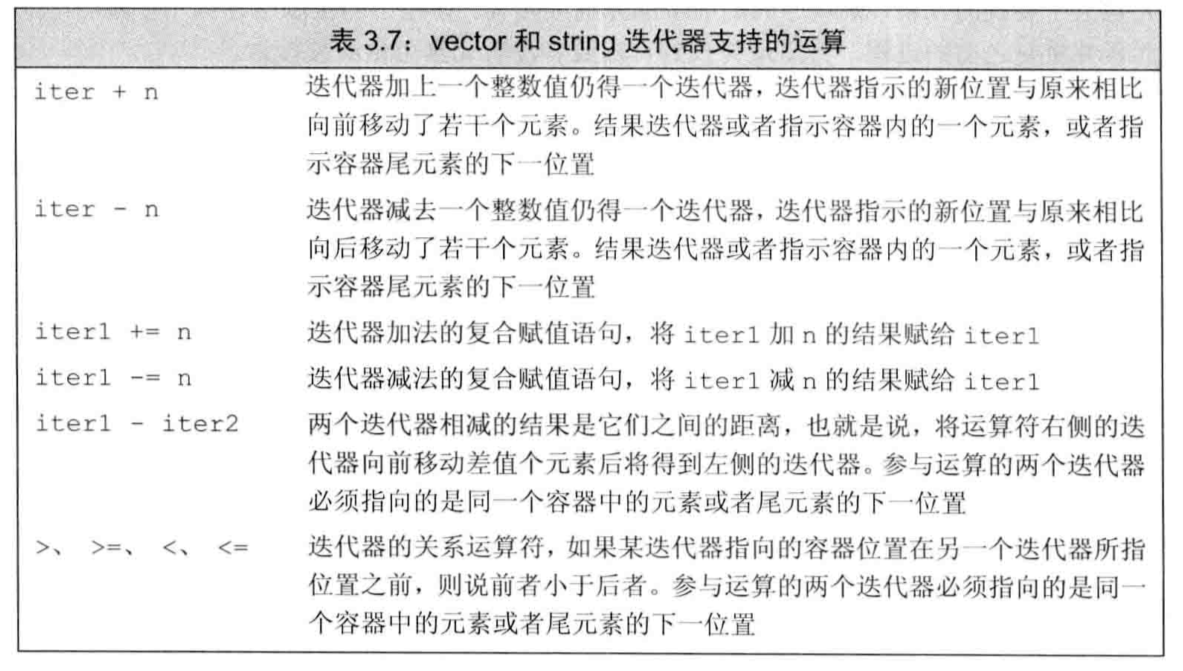 表 3.7：vector 和 string 迭代器支持的运算
iter + n 迭代器加上一个整数值仍得一个迭代器，迭代器指示的新位置与原来相比
向前移动了若干个元素。结果迭代器或者指示容器内的一个元素，或者指
示容器尾元素的下一位置
iter - n 迭代器减去一个整数值仍得一个迭代器，迭代器指示的新位置与原来相比
向后移动了若干个元素。结果迭代器或者指示容器内的一个元素，或者指
示容器尾元素的下一位置
iter1 += n 迭代器加法的复合赋值语句，将 iter1 加 n 的结果赋给 iter1
iter1 -= n 迭代器减法的复合赋值语句，将 iter1 减 n 的结果赋给 iter1
iter1 - iter2 两个迭代器相减的结果是它们之间的距离，也就是说，将运算符右侧的迭
代器向前移动差值个元素后将得到左侧的迭代器。参与运算的两个迭代器
必须指向的是同一个容器中的元素或者尾元素的下一位置
>、 >=、 <、 <= 迭代器的关系运算符，如果某迭代器指向的容器位置在另一个迭代器所指
位置之前，则说前者小于后者。参与运算的两个迭代器必须指向的是同一
个容器中的元素或者尾元素的下一位置